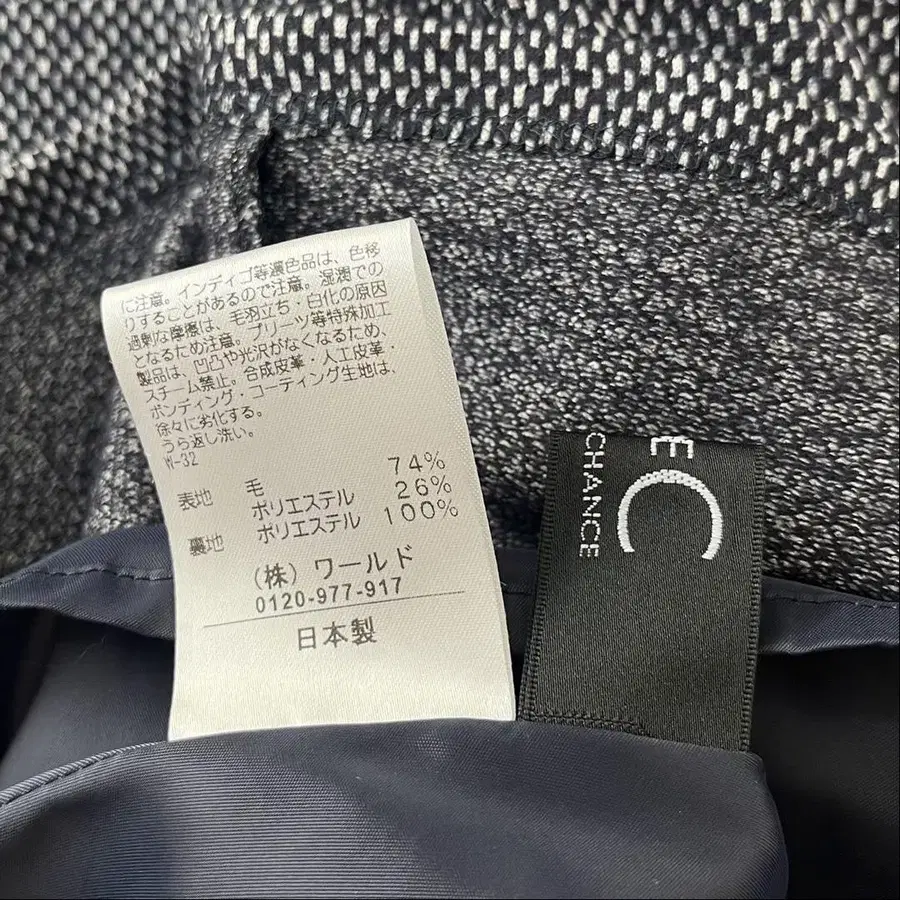 に注意。インディゴ等濃色品は、色移
りすることがあるので注意。湿潤での
過剰な摩擦は、毛羽立ち・白化の原因
となるため注意。プリーツ等特殊加工
製品は、凹凸や光沢がなくなるため、
スチーム禁止。合成皮革・人工皮革・
ボンディング・コーティング生地は、
徐々に劣化する。
うら返し洗い。
W-32
表地 毛 74%
ポリエステル 26%
裏地 ポリエステル 100%
(株) ワールド
0120-977-917
日本製
EC
CHANCE